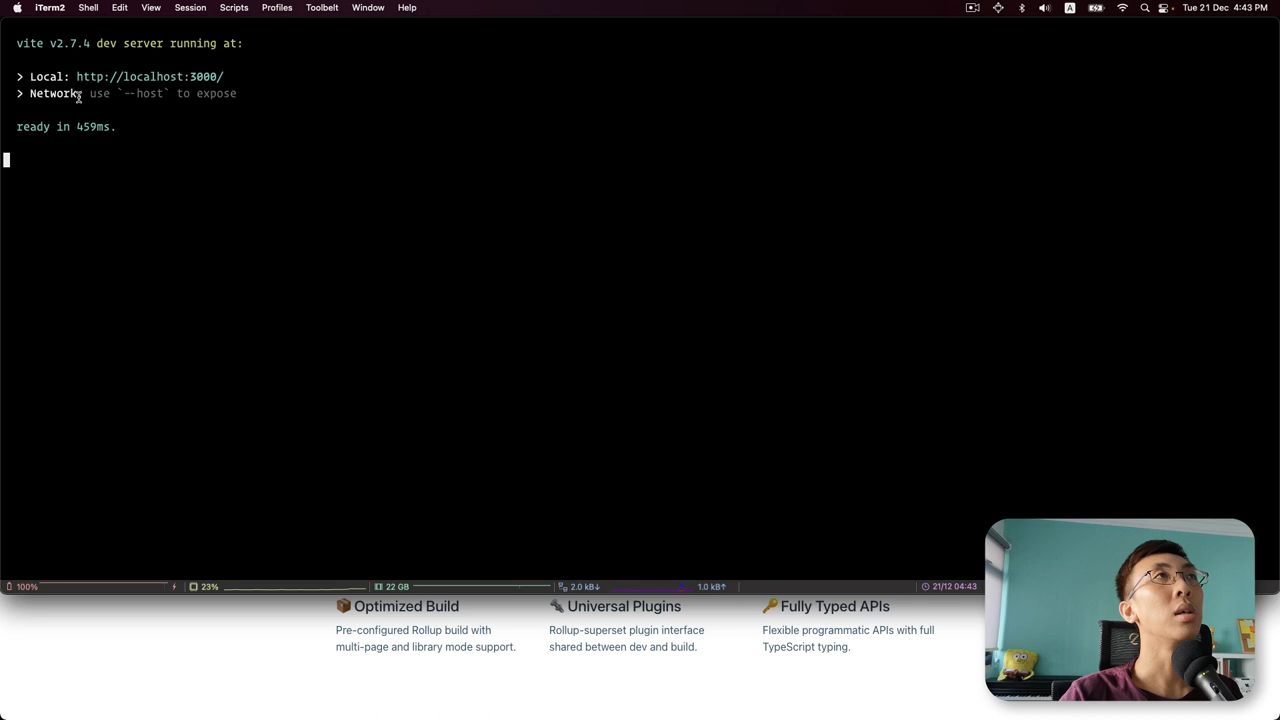 iTerm2 Shell Edit View Session Scripts Profiles Toolbelt Window Help A Tue 21 Dec 4:43 PM
vite v2.7.4 dev server running at:
> Local: http://localhost:3000/
> Network: use `--host` to expose
ready in 459ms.
100% 23% 22 GB 2.0 kB↓ 1.0 kB↑ 21/12 04:43
📦 Optimized Build
Pre-configured Rollup build with
multi-page and library mode support.
🔩 Universal Plugins
Rollup-superset plugin interface
shared between dev and build.
🔑 Fully Typed APIs
Flexible programmatic APIs with full
TypeScript typing.